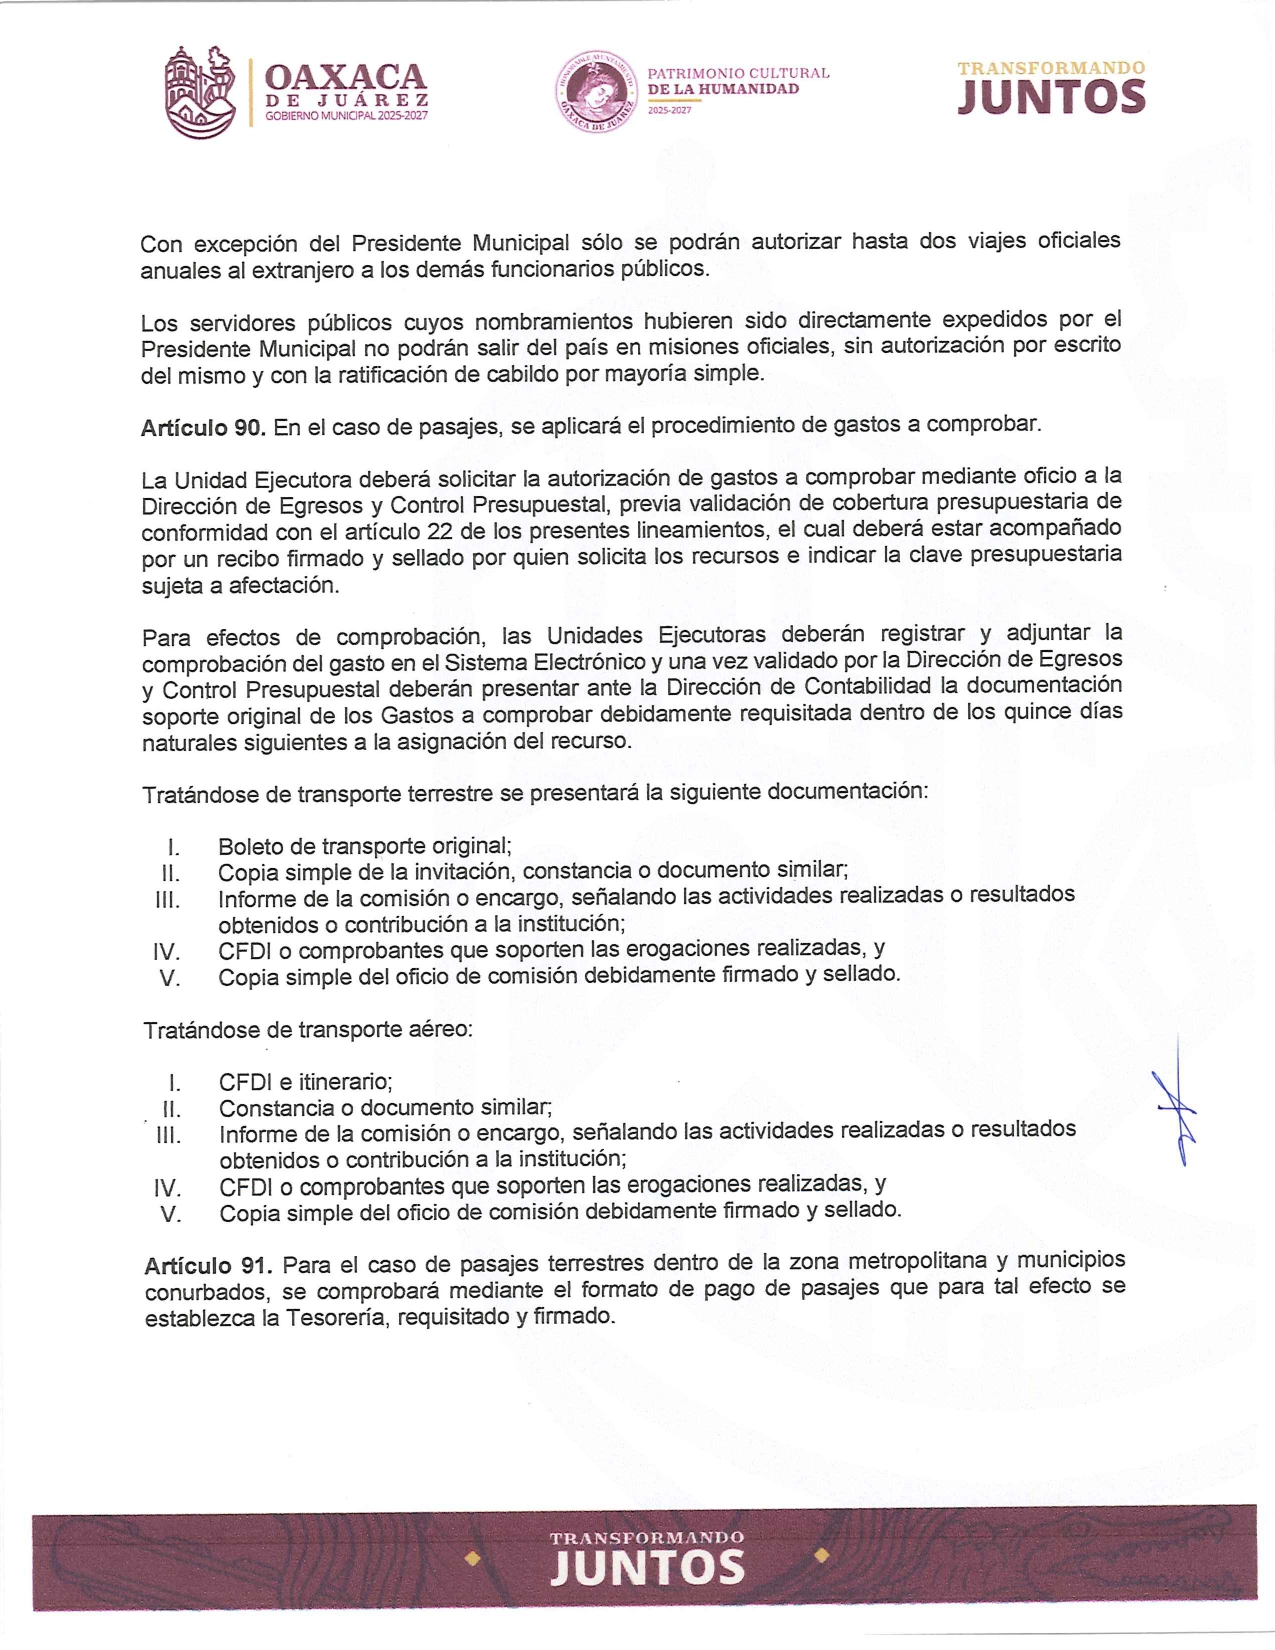 OAXACA
DE JUÁREZ
GOBIERNO MUNICIPAL 2025-2027
HONORABLE AYUNTAMIENTO
OAXACA DE JUÁREZ
PATRIMONIO CULTURAL
DE LA HUMANIDAD
2025-2027
TRANSFORMANDO
JUNTOS
Con excepción del Presidente Municipal sólo se podrán autorizar hasta dos viajes oficiales
anuales al extranjero a los demás funcionarios públicos.
Los servidores públicos cuyos nombramientos hubieren sido directamente expedidos por el
Presidente Municipal no podrán salir del país en misiones oficiales, sin autorización por escrito
del mismo y con la ratificación de cabildo por mayoría simple.
Artículo 90. En el caso de pasajes, se aplicará el procedimiento de gastos a comprobar.
La Unidad Ejecutora deberá solicitar la autorización de gastos a comprobar mediante oficio a la
Dirección de Egresos y Control Presupuestal, previa validación de cobertura presupuestaria de
conformidad con el artículo 22 de los presentes lineamientos, el cual deberá estar acompañado
por un recibo firmado y sellado por quien solicita los recursos e indicar la clave presupuestaria
sujeta a afectación.
Para efectos de comprobación, las Unidades Ejecutoras deberán registrar y adjuntar la
comprobación del gasto en el Sistema Electrónico y una vez validado por la Dirección de Egresos
y Control Presupuestal deberán presentar ante la Dirección de Contabilidad la documentación
soporte original de los Gastos a comprobar debidamente requisitada dentro de los quince días
naturales siguientes a la asignación del recurso.
Tratándose de transporte terrestre se presentará la siguiente documentación:
I. Boleto de transporte original;
II. Copia simple de la invitación, constancia o documento similar;
III. Informe de la comisión o encargo, señalando las actividades realizadas o resultados
obtenidos o contribución a la institución;
IV. CFDI o comprobantes que soporten las erogaciones realizadas, y
V. Copia simple del oficio de comisión debidamente firmado y sellado.
Tratándose de transporte aéreo:
I. CFDI e itinerario;
II. Constancia o documento similar;
III. Informe de la comisión o encargo, señalando las actividades realizadas o resultados
obtenidos o contribución a la institución;
IV. CFDI o comprobantes que soporten las erogaciones realizadas, y
V. Copia simple del oficio de comisión debidamente firmado y sellado.
Artículo 91. Para el caso de pasajes terrestres dentro de la zona metropolitana y municipios
conurbados, se comprobará mediante el formato de pago de pasajes que para tal efecto se
establezca la Tesorería, requisitado y firmado.
TRANSFORMANDO
JUNTOS